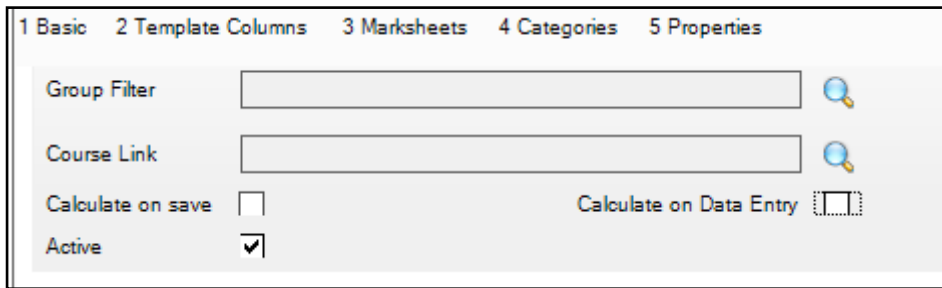 1 Basic 2 Template Columns 3 Marksheets 4 Categories 5 Properties
Group Filter
Course Link
Calculate on save Calculate on Data Entry
Active